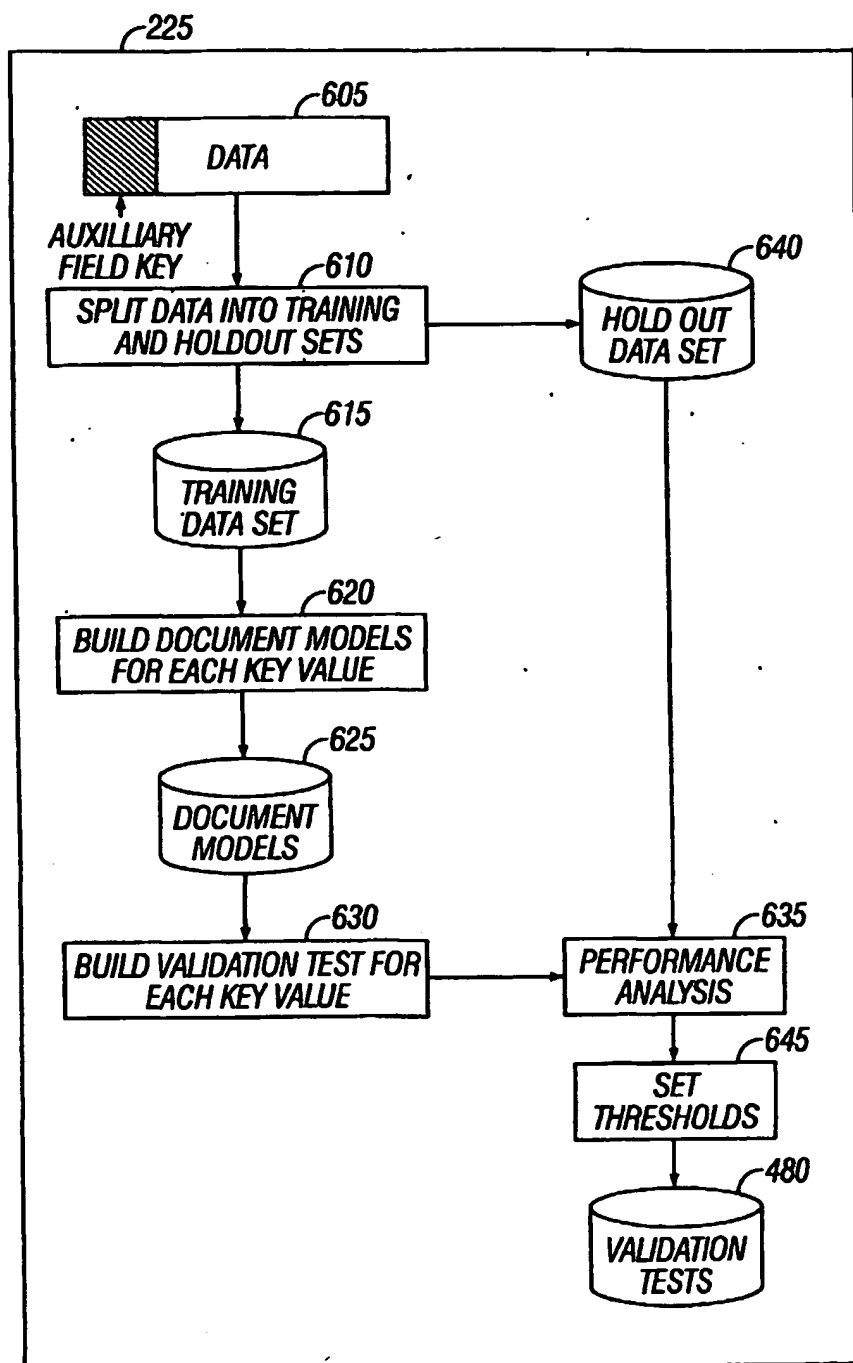 225
605
DATA
AUXILLIARY
FIELD KEY
610
SPLIT DATA INTO TRAINING
AND HOLDOUT SETS
640
HOLD OUT
DATA SET
615
TRAINING
DATA SET
620
BUILD DOCUMENT MODELS
FOR EACH KEY VALUE
625
DOCUMENT
MODELS
630
BUILD VALIDATION TEST FOR
EACH KEY VALUE
635
PERFORMANCE
ANALYSIS
645
SET
THRESHOLDS
480
VALIDATION
TESTS